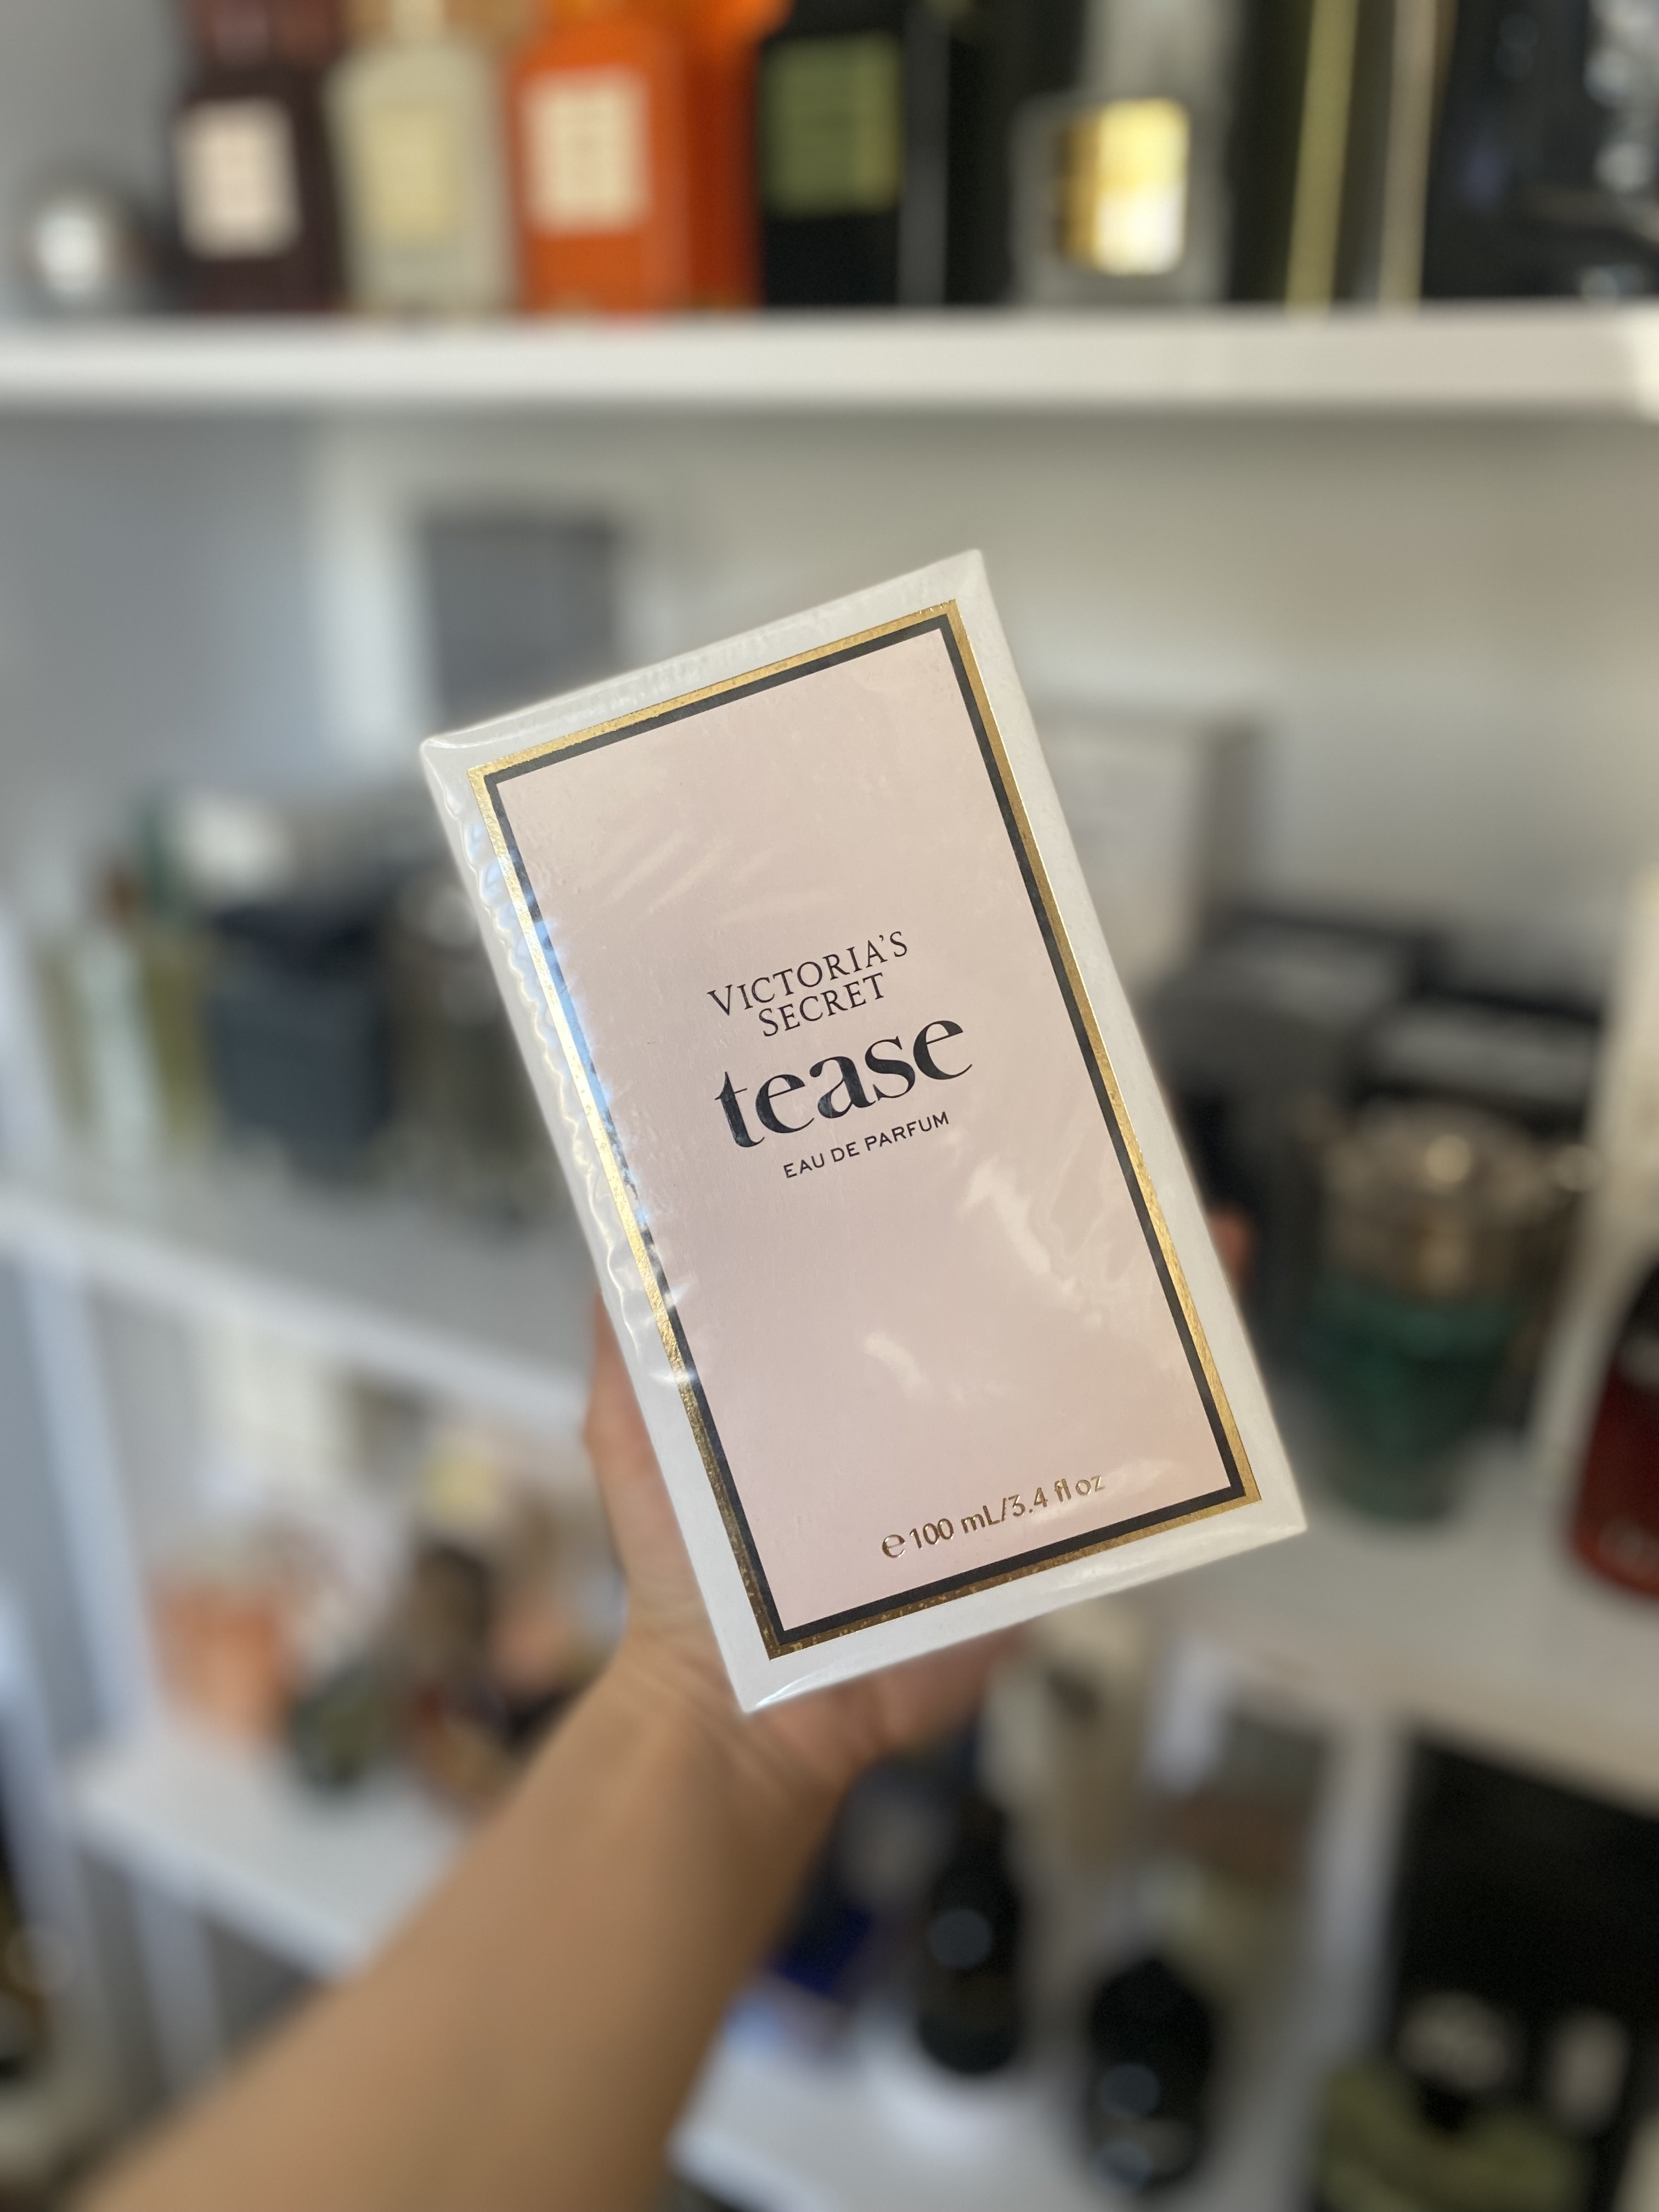 VICTORIA'S
SECRET
tease
EAU DE PARFUM
℮ 100 mL/3.4 fl oz